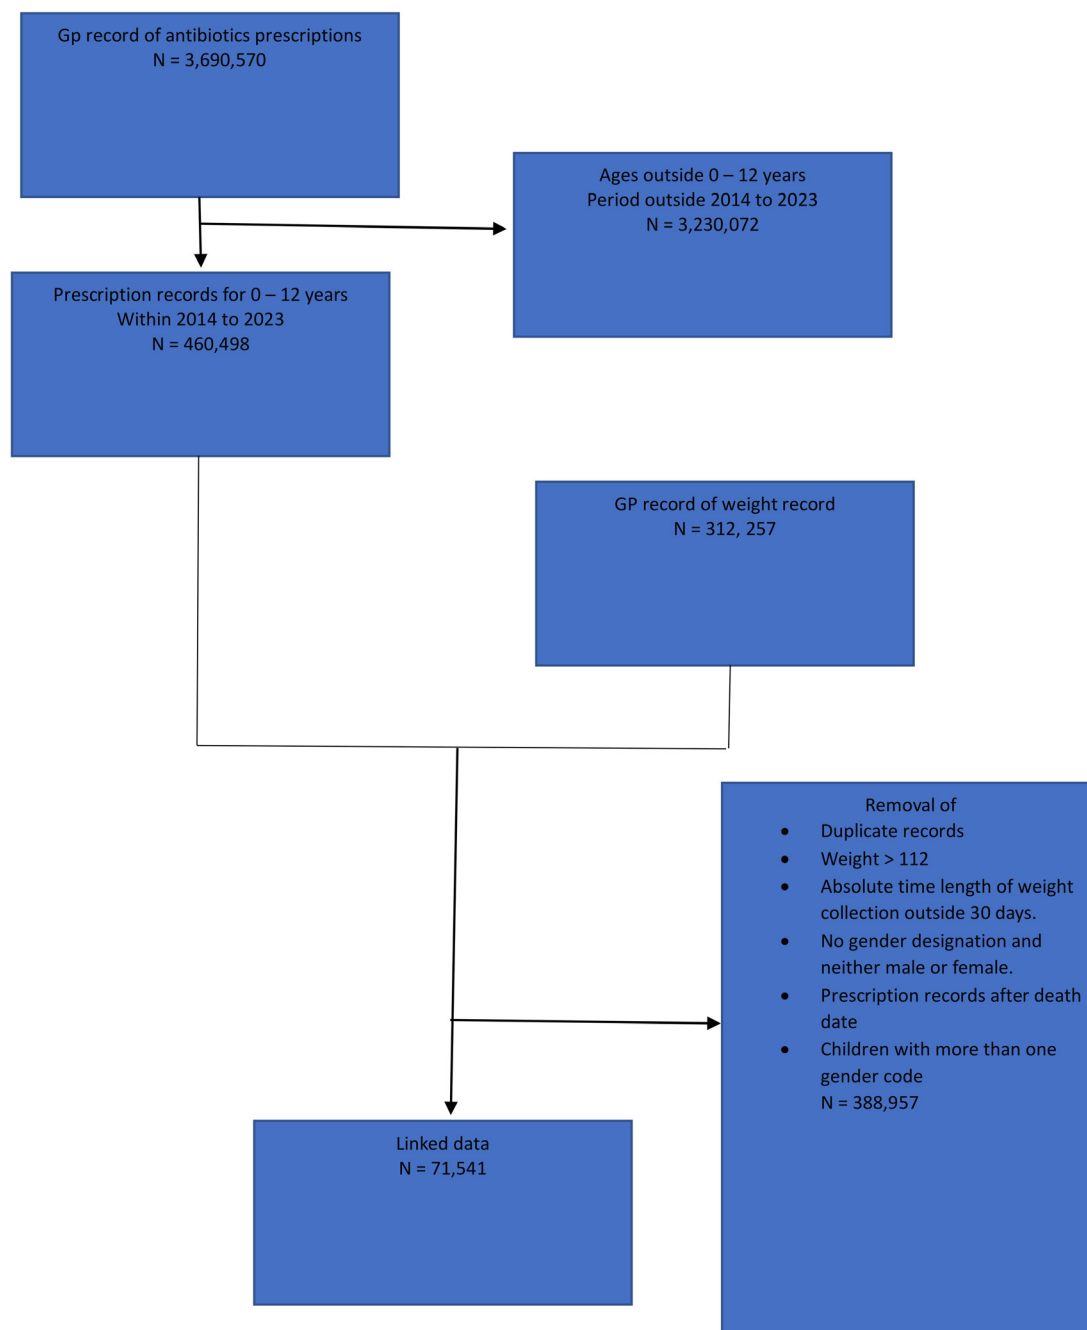 Gp record of antibiotics prescriptions
N = 3,690,570
Ages outside 0 – 12 years
Period outside 2014 to 2023
N = 3,230,072
Prescription records for 0 – 12 years
Within 2014 to 2023
N = 460,498
GP record of weight record
N = 312, 257
Removal of
• Duplicate records
• Weight > 112
• Absolute time length of weight
collection outside 30 days.
• No gender designation and
neither male or female.
• Prescription records after death
date
• Children with more than one
gender code
N = 388,957
Linked data
N = 71,541